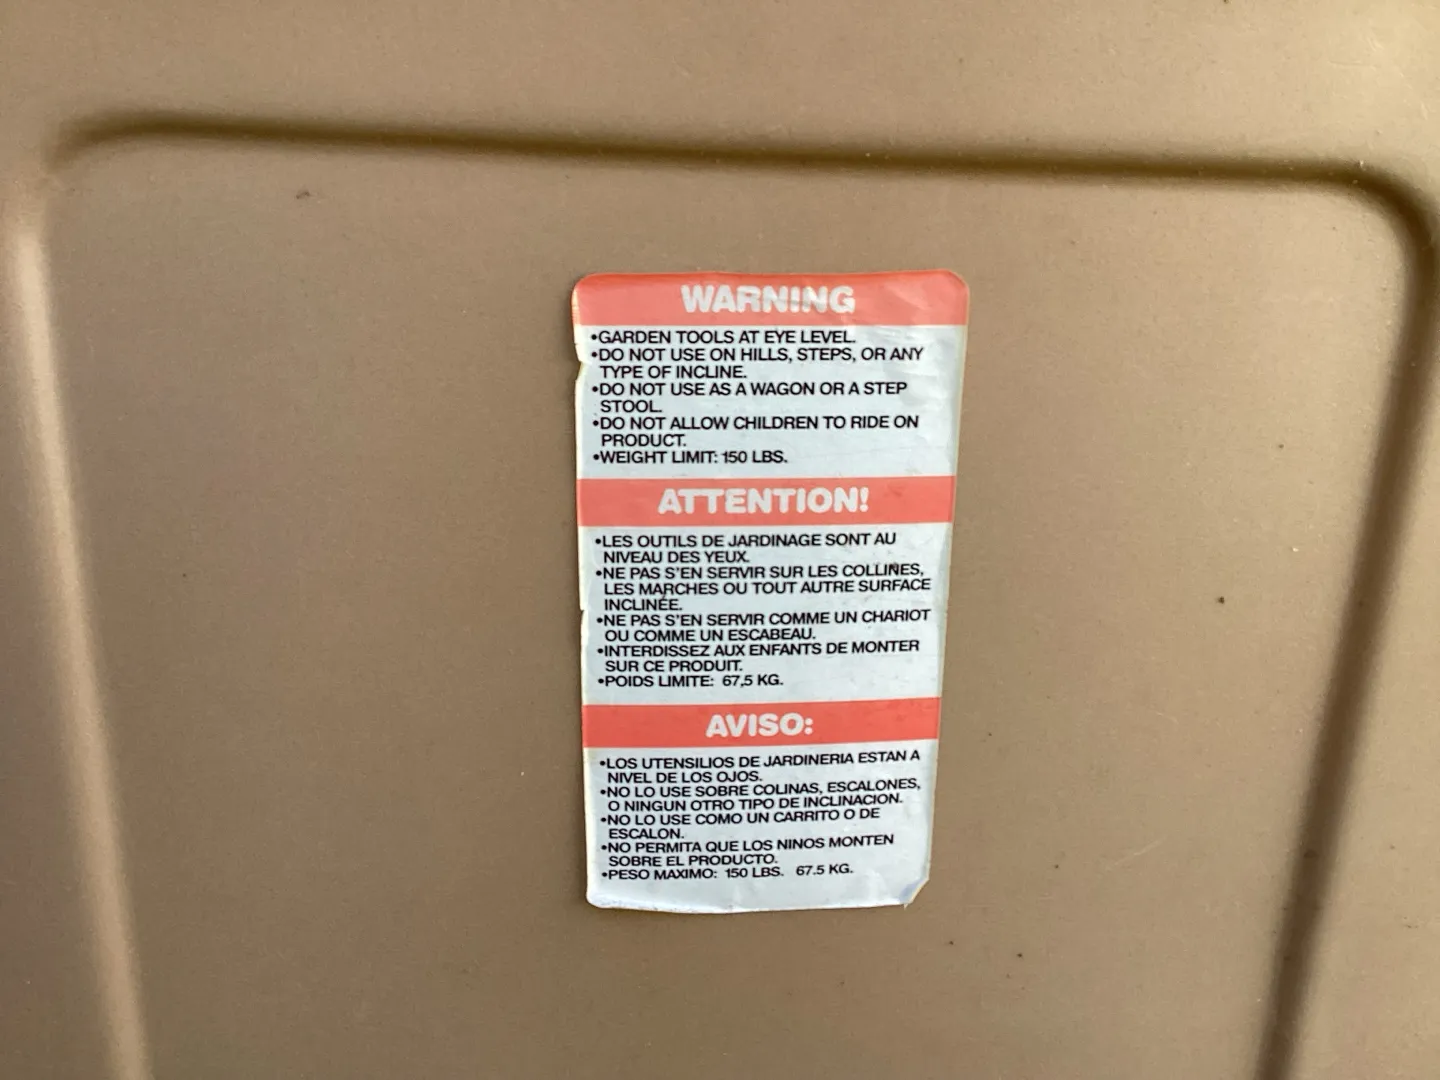 WARNING
•GARDEN TOOLS AT EYE LEVEL.
•DO NOT USE ON HILLS, STEPS, OR ANY
TYPE OF INCLINE.
•DO NOT USE AS A WAGON OR A STEP
STOOL.
•DO NOT ALLOW CHILDREN TO RIDE ON
PRODUCT.
•WEIGHT LIMIT: 150 LBS.
ATTENTION!
•LES OUTILS DE JARDINAGE SONT AU
NIVEAU DES YEUX.
•NE PAS S'EN SERVIR SUR LES COLLINES,
LES MARCHES OU TOUT AUTRE SURFACE
INCLINÉE.
•NE PAS S'EN SERVIR COMME UN CHARIOT
OU COMME UN ESCABEAU.
•INTERDISSEZ AUX ENFANTS DE MONTER
SUR CE PRODUIT.
•POIDS LIMITE: 67,5 KG.
AVISO:
•LOS UTENSILIOS DE JARDINERIA ESTAN A
NIVEL DE LOS OJOS.
•NO LO USE SOBRE COLINAS, ESCALONES,
O NINGUN OTRO TIPO DE INCLINACION.
•NO LO USE COMO UN CARRITO O DE
ESCALON.
•NO PERMITA QUE LOS NINOS MONTEN
SOBRE EL PRODUCTO.
•PESO MAXIMO: 150 LBS. 67.5 KG.